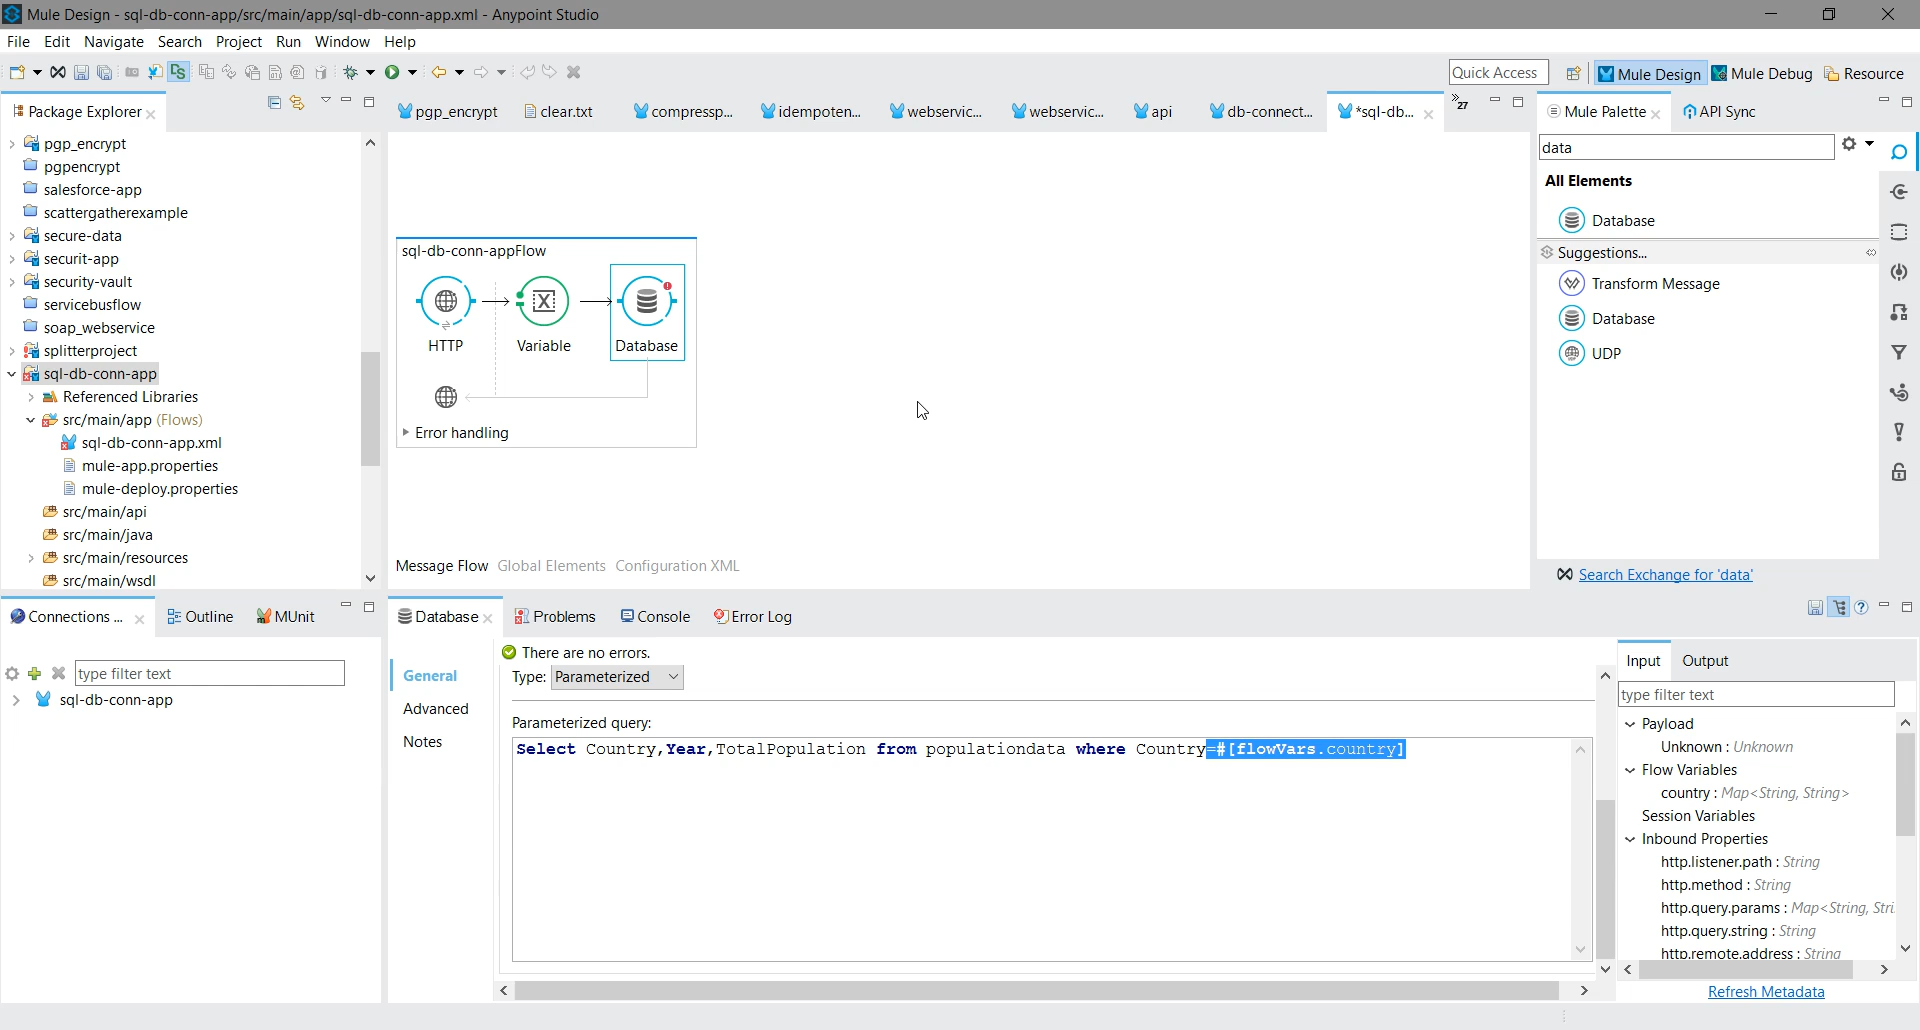 Mule Design - sql-db-conn-app/src/main/app/sql-db-conn-app.xml - Anypoint Studio
File Edit Navigate Search Project Run Window Help
Quick Access
Mule Design
Mule Debug
Resource
Package Explorer
pgp_encrypt
pgpencrypt
salesforce-app
scattergatherexample
secure-data
securit-app
security-vault
servicebusflow
soap_webservice
splitterproject
sql-db-conn-app
Referenced Libraries
src/main/app (Flows)
sql-db-conn-app.xml
mule-app.properties
mule-deploy.properties
src/main/api
src/main/java
src/main/resources
src/main/wsdl
pgp_encrypt
clear.txt
compressp...
idempoten...
webservic...
webservic...
api
db-connect...
*sql-db...
27
sql-db-conn-appFlow
HTTP
Variable
Database
Error handling
Message Flow Global Elements Configuration XML
Mule Palette
API Sync
data
All Elements
Database
Suggestions...
Transform Message
Database
UDP
Search Exchange for 'data'
Connections ...
Outline
MUnit
type filter text
sql-db-conn-app
Database
Problems
Console
Error Log
General
Advanced
Notes
There are no errors.
Type: Parameterized
Parameterized query:
Select Country,Year,TotalPopulation from populationdata where Country=#[flowVars.country]
Input
Output
type filter text
Payload
Unknown : Unknown
Flow Variables
country : Map<String, String>
Session Variables
Inbound Properties
http.listener.path : String
http.method : String
http.query.params : Map<String, Stri
http.query.string : String
http.remote.address : String
Refresh Metadata